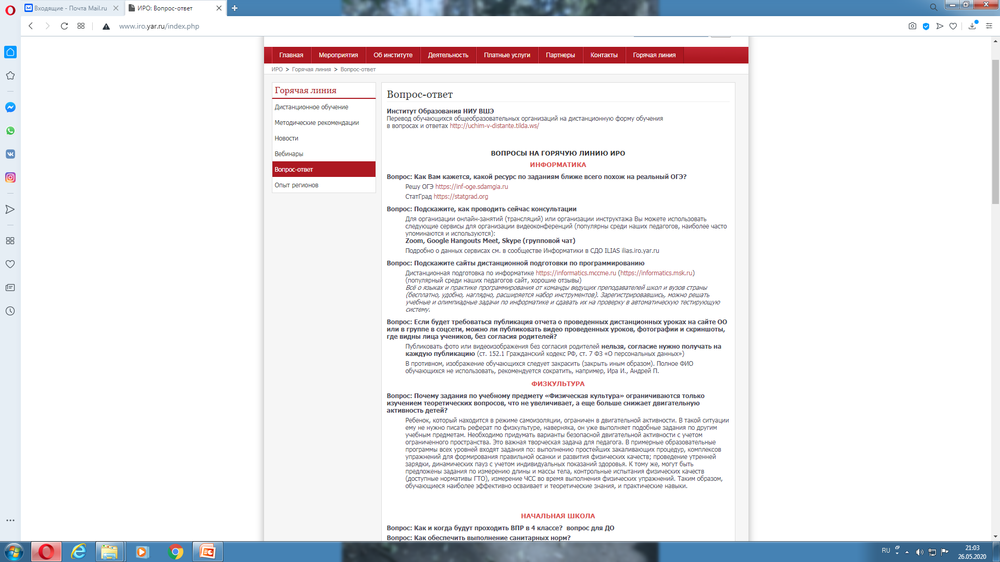 Входящие - Почта Mail.ru
ИРО: Вопрос-ответ
www.iro.yar.ru/index.php
Главная
Мероприятия
Об институте
Деятельность
Платные услуги
Партнеры
Контакты
Горячая линия
ИРО > Горячая линия > Вопрос-ответ
Горячая линия
Дистанционное обучение
Методические рекомендации
Новости
Вебинары
Вопрос-ответ
Опыт регионов
Вопрос-ответ
Институт Образования НИУ ВШЭ
Перевод обучающихся общеобразовательных организаций на дистанционную форму обучения
в вопросах и ответах http://uchim-v-distante.tilda.ws/
ВОПРОСЫ НА ГОРЯЧУЮ ЛИНИЮ ИРО
ИНФОРМАТИКА
Вопрос: Как Вам кажется, какой ресурс по заданиям ближе всего похож на реальный ОГЭ?
Решу ОГЭ https://inf-oge.sdamgia.ru
СтатГрад https://statgrad.org
Вопрос: Подскажите, как проводить сейчас консультации
Для организации онлайн-занятий (трансляций) или организации инструктажа Вы можете использовать
следующие сервисы для организации видеоконференций (популярны среди наших педагогов, наиболее часто
упоминаются и используются):
Zoom, Google Hangouts Meet, Skype (групповой чат)
Подробно о данных сервисах см. в сообществе Информатики в СДО ILIAS ilias.iro.yar.ru
Вопрос: Подскажите сайты дистанционной подготовки по программированию
Дистанционная подготовка по информатике https://informatics.mccme.ru (https://informatics.msk.ru)
(популярный среди наших педагогов сайт, хорошие отзывы)
Всё о языках и практике программирования от команды ведущих преподавателей школ и вузов страны
(бесплатно, удобно, наглядно, расширяется набор инструментов). Зарегистрировавшись, можно решать
учебные и олимпиадные задачи по информатике и сдавать их на проверку в автоматическую тестирующую
систему.
Вопрос: Если будет требоваться публикация отчета о проведенных дистанционных уроках на сайте ОО
или в группе в соцсети, можно ли публиковать видео проведенных уроков, фотографии и скриншоты,
где видны лица учеников, без согласия родителей?
Публиковать фото или видеоизображения без согласия родителей нельзя, согласие нужно получать на
каждую публикацию (ст. 152.1 Гражданский кодекс РФ, ст. 7 ФЗ «О персональных данных»)
В противном, изображение обучающихся следует закрасить (закрыть иным образом). Полное ФИО
обучающихся не использовать, рекомендуется сократить, например, Ира И., Андрей П.
ФИЗКУЛЬТУРА
Вопрос: Почему задания по учебному предмету «Физическая культура» ограничиваются только
изучением теоретических вопросов, что не увеличивает, а еще больше снижает двигательную
активность детей?
Ребенок, который находится в режиме самоизоляции, ограничен в двигательной активности. В такой ситуации
ему не нужно писать реферат по физкультуре, наверняка, он уже выполняет подобные задания по другим
учебным предметам. Необходимо придумать варианты безопасной двигательной активности с учетом
ограниченного пространства. Это важная творческая задача для педагога. В примерные образовательные
программы всех уровней входят задания по: выполнению простейших закаливающих процедур, комплексов
упражнений для формирования правильной осанки и развития физических качеств; проведение утренней
зарядки, динамических пауз с учетом индивидуальных показаний здоровья. К тому же, могут быть
предложены задания по измерению длины и массы тела, контрольные испытания физических качеств
(доступные нормативы ГТО), измерение ЧСС во время выполнения физических упражнений. Таким образом,
обучающиеся наиболее эффективно осваивает и теоретические знания, и практические навыки.
НАЧАЛЬНАЯ ШКОЛА
Вопрос: Как и когда будут проходить ВПР в 4 классе? вопрос для ДО
Вопрос: Как обеспечить выполнение санитарных норм?
RU
21:03
26.05.2020